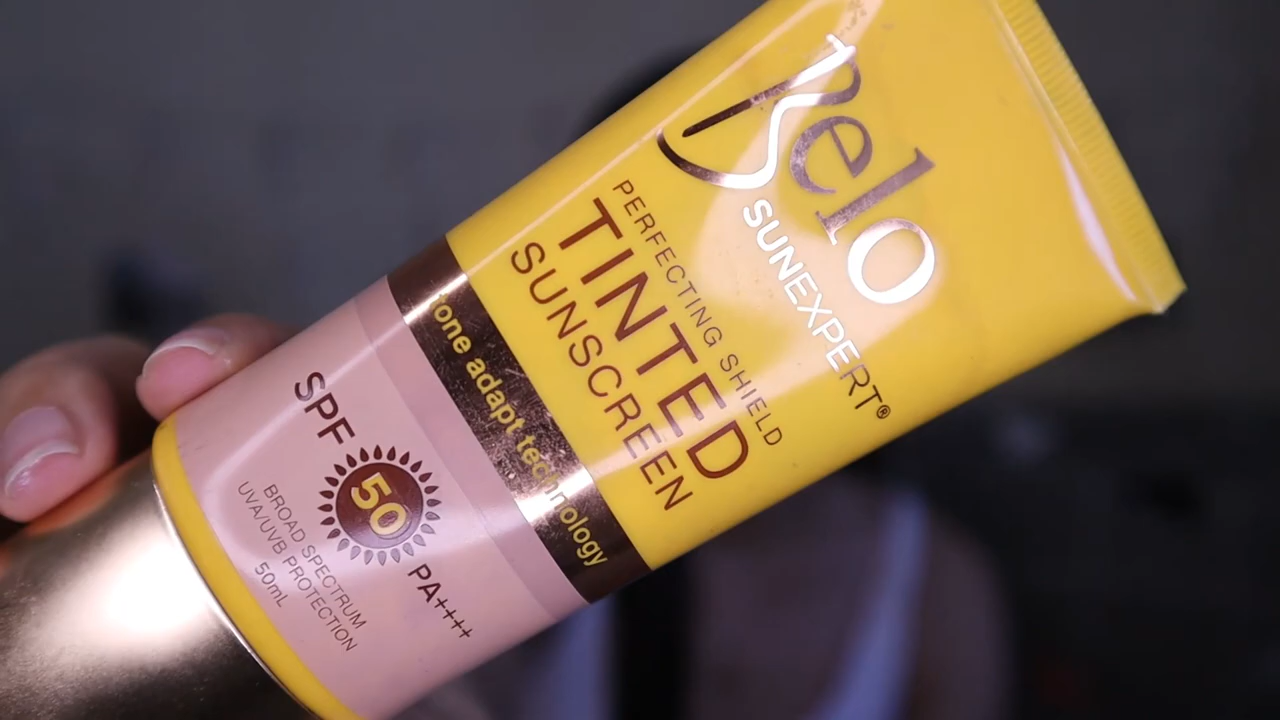 Belo
SUNEXPERT®
PERFECTING SHIELD
TINTED
SUNSCREEN
tone adapt technology
SPF
50
PA++++
BROAD SPECTRUM
UVA/UVB PROTECTION
50mL